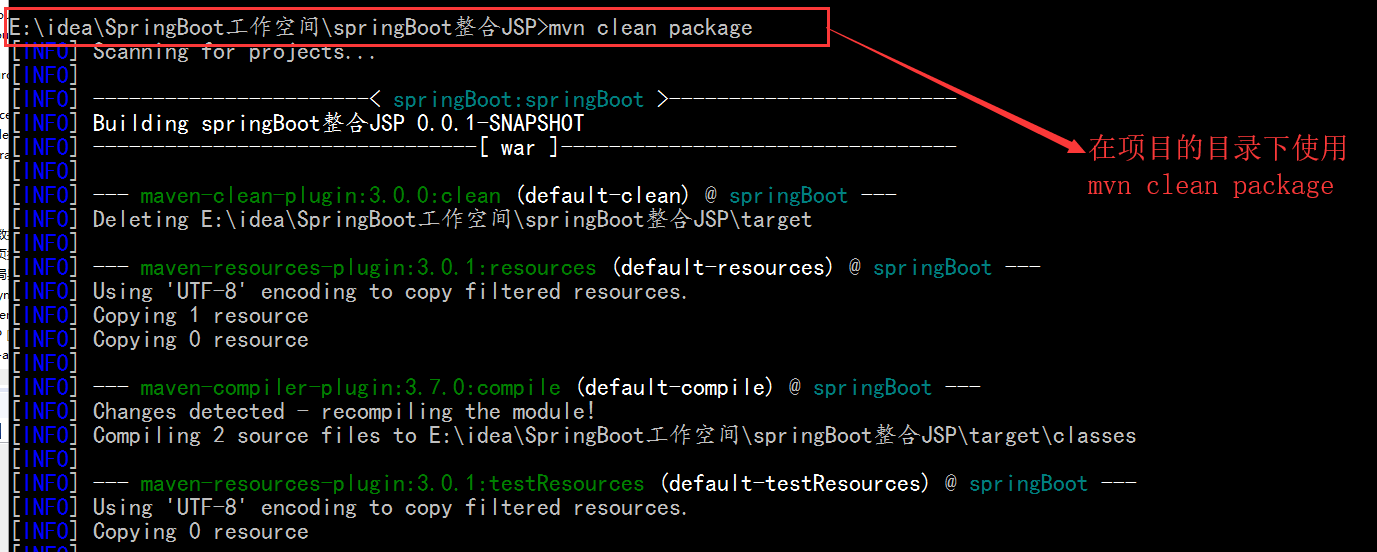 E:\idea\SpringBoot工作空间\springBoot整合JSP>mvn clean package
[INFO] Scanning for projects...
[INFO]
[INFO] -----------------------< springBoot:springBoot >------------------------
[INFO] Building springBoot整合JSP 0.0.1-SNAPSHOT
[INFO] --------------------------------[ war ]---------------------------------
[INFO]
[INFO] --- maven-clean-plugin:3.0.0:clean (default-clean) @ springBoot ---
[INFO] Deleting E:\idea\SpringBoot工作空间\springBoot整合JSP\target
[INFO]
[INFO] --- maven-resources-plugin:3.0.1:resources (default-resources) @ springBoot ---
[INFO] Using 'UTF-8' encoding to copy filtered resources.
[INFO] Copying 1 resource
[INFO] Copying 0 resource
[INFO]
[INFO] --- maven-compiler-plugin:3.7.0:compile (default-compile) @ springBoot ---
[INFO] Changes detected - recompiling the module!
[INFO] Compiling 2 source files to E:\idea\SpringBoot工作空间\springBoot整合JSP\target\classes
[INFO]
[INFO] --- maven-resources-plugin:3.0.1:testResources (default-testResources) @ springBoot ---
[INFO] Using 'UTF-8' encoding to copy filtered resources.
[INFO] Copying 0 resource
在项目的目录下使用
mvn clean package